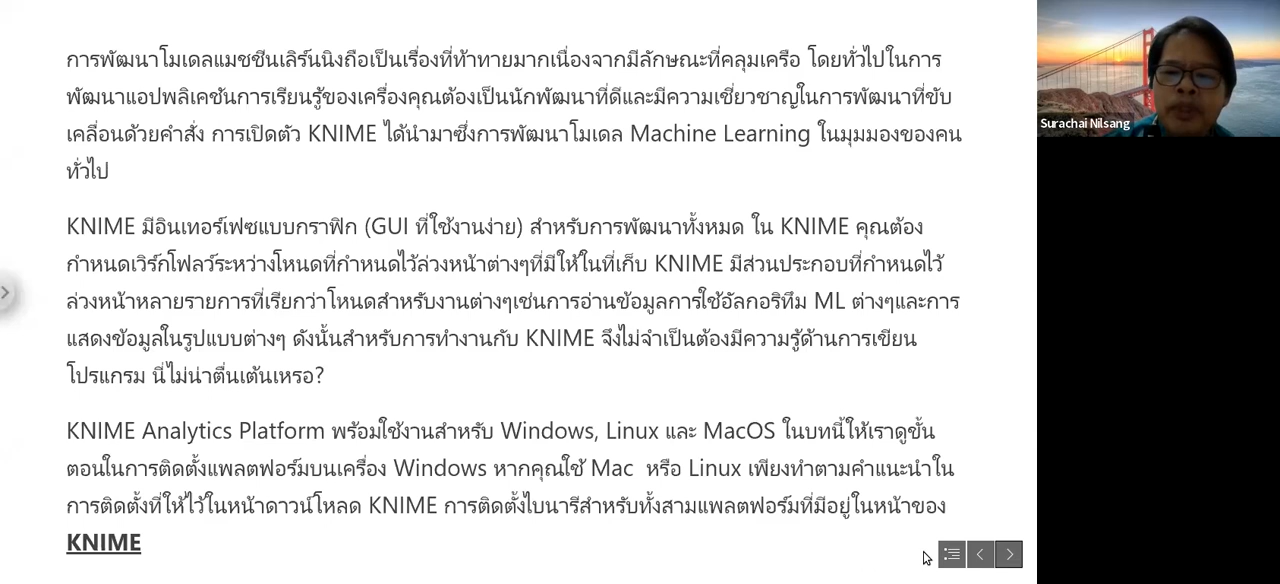 การพัฒนาโมเดลแมชชีนเลิร์นนิงถือเป็นเรื่องที่ท้าทายมากเนื่องจากมีลักษณะที่คลุมเครือ โดยทั่วไปในการ
พัฒนาแอปพลิเคชันการเรียนรู้ของเครื่องคุณต้องเป็นนักพัฒนาที่ดีและมีความเชี่ยวชาญในการพัฒนาที่ขับ
เคลื่อนด้วยคำสั่ง การเปิดตัว KNIME ได้นำมาซึ่งการพัฒนาโมเดล Machine Learning ในมุมมองของคน
ทั่วไป
KNIME มีอินเทอร์เฟซแบบกราฟิก (GUI ที่ใช้งานง่าย) สำหรับการพัฒนาทั้งหมด ใน KNIME คุณต้อง
กำหนดเวิร์กโฟลว์ระหว่างโหนดที่กำหนดไว้ล่วงหน้าต่างๆที่มีให้ในที่เก็บ KNIME มีส่วนประกอบที่กำหนดไว้
ล่วงหน้าหลายรายการที่เรียกว่าโหนดสำหรับงานต่างๆเช่นการอ่านข้อมูลการใช้อัลกอริทึม ML ต่างๆและการ
แสดงข้อมูลในรูปแบบต่างๆ ดังนั้นสำหรับการทำงานกับ KNIME จึงไม่จำเป็นต้องมีความรู้ด้านการเขียน
โปรแกรม นี่ไม่น่าตื่นเต้นเหรอ?
KNIME Analytics Platform พร้อมใช้งานสำหรับ Windows, Linux และ MacOS ในบทนี้ให้เราดูขั้น
ตอนในการติดตั้งแพลตฟอร์มบนเครื่อง Windows หากคุณใช้ Mac หรือ Linux เพียงทำตามคำแนะนำใน
การติดตั้งที่ให้ไว้ในหน้าดาวน์โหลด KNIME การติดตั้งไบนารีสำหรับทั้งสามแพลตฟอร์มที่มีอยู่ในหน้าของ
KNIME
Surachai Nilsang